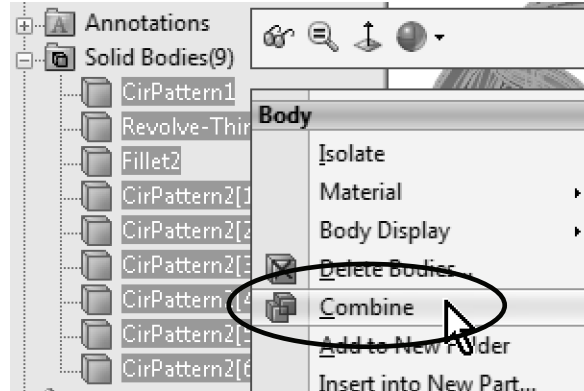 Annotations
Solid Bodies(9)
CirPattern1
Revolve-Thin
Fillet2
CirPattern2[1
CirPattern2[2
CirPattern2[3
CirPattern2[4
CirPattern2[5
CirPattern2[6
Body
Isolate
Material
Body Display
Delete Bodies...
Combine
Add to New Folder
Insert into New Part...